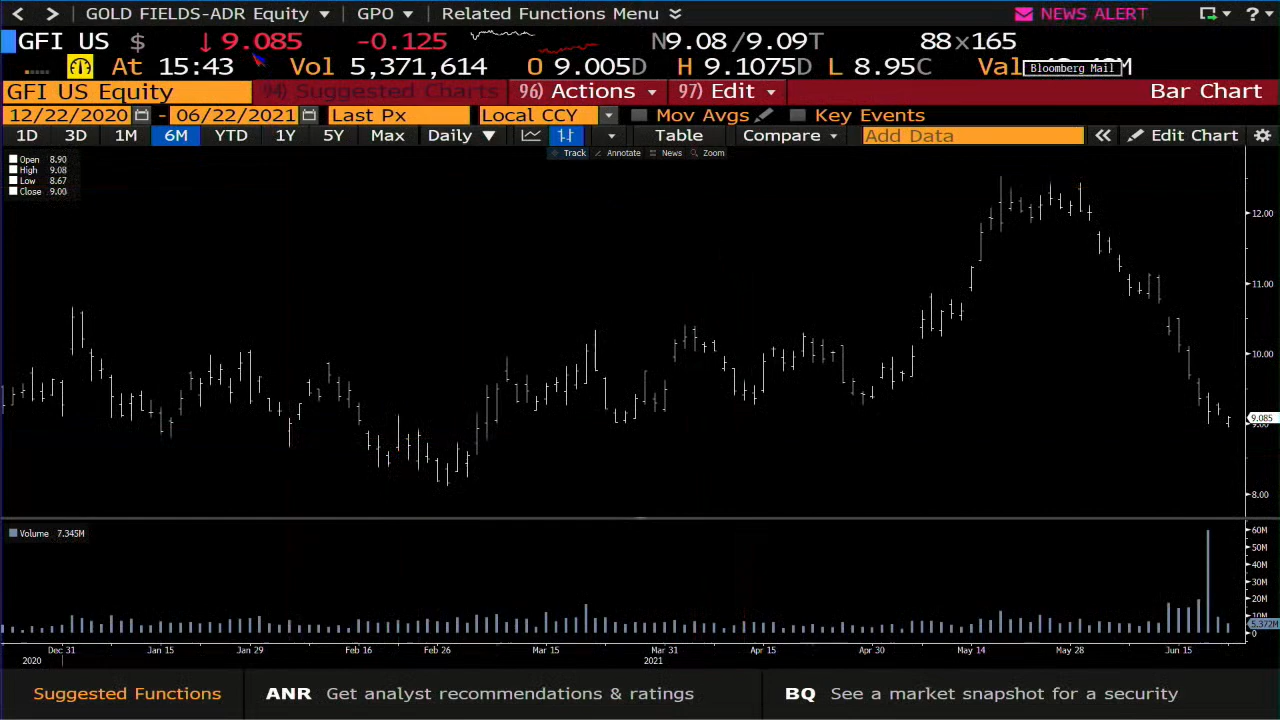 GOLD FIELDS-ADR Equity GPO Related Functions Menu NEWS ALERT ?
GFI US $ ↓ 9.085 -0.125 N9.08/9.09T 88x165
At 15:43 Vol 5,371,614 O 9.005D H 9.1075D L 8.95C Val
Bloomberg Mail
GFI US Equity 94) Suggested Charts 96) Actions 97) Edit Bar Chart
12/22/2020 - 06/22/2021 Last Px Local CCY Mov Avgs Key Events
1D 3D 1M 6M YTD 1Y 5Y Max Daily ▼ Table Compare Add Data « Edit Chart
Track Annotate News Zoom
Open 8.90
High 9.08
Low 8.67
Close 9.00
12.00
11.00
10.00
9.085
9.00
8.00
Volume 7.345M
60M
50M
40M
30M
20M
10M
5.372M
0
Dec 31 Jan 15 Jan 29 Feb 16 Feb 26 Mar 15 Mar 31 Apr 15 Apr 30 May 14 May 28 Jun 15
2020 2021
Suggested Functions ANR Get analyst recommendations & ratings BQ See a market snapshot for a security